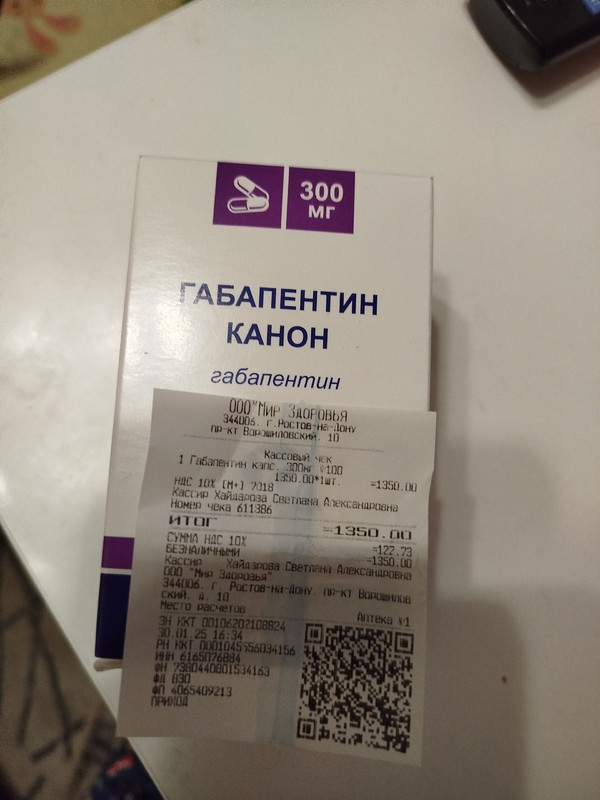 300
МГ
ГАБАПЕНТИН
КАНОН
габапентин
ООО"Мир Здоровья
344006, г.Ростов-на-Дону
пр-кт Ворошиловский, 10
Кассовый чек
1 Габапентин капс. 300мг №100
1350.00*1шт. =1350.00
НДС 10% [М+] 7018
Кассир Хайдарова Светлана Александровна
Номер чека 611386
ИТОГ =1350.00
СУММА НДС 10% =122.73
БЕЗНАЛИЧНЫМИ =1350.00
Кассир Хайдарова Светлана Александровна
ООО "Мир Здоровья"
344006, г. Ростов-на-Дону, пр-кт Ворошилов
ский, д. 10
Место расчетов Аптека №1
ЗН ККТ 00106202108824
30.01.25 16:34
РН ККТ 0001045356034156
ИНН 6165076884
ФН 7380440801534163
ФД 830
ФП 4065409213
ПРИХОД